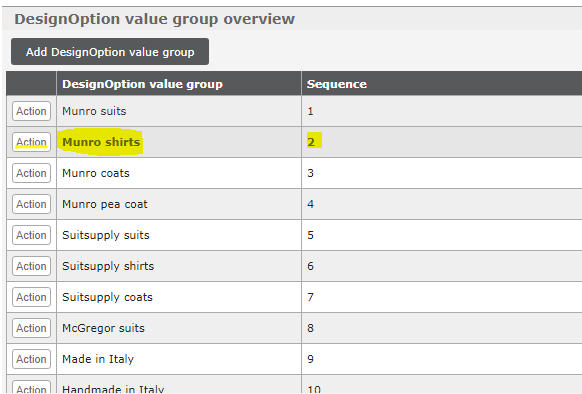 DesignOption value group overview
Add DesignOption value group
DesignOption value group Sequence
Action Munro suits 1
Action Munro shirts 2
Action Munro coats 3
Action Munro pea coat 4
Action Suitsupply suits 5
Action Suitsupply shirts 6
Action Suitsupply coats 7
Action McGregor suits 8
Action Made in Italy 9
Action Handmade in Italy 10